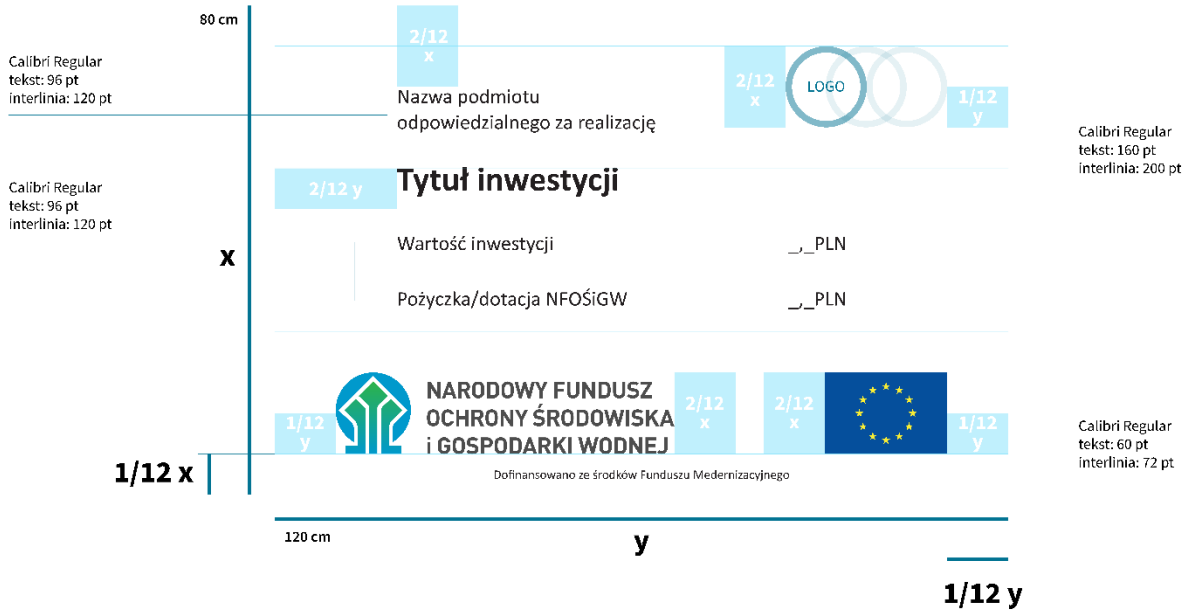 80 cm
2/12
x
Calibri Regular
tekst: 96 pt
interlinia: 120 pt
2/12
x
LOGO
Nazwa podmiotu
odpowiedzialnego za realizację
1/12
y
Calibri Regular
tekst: 160 pt
interlinia: 200 pt
Calibri Regular
tekst: 96 pt
interlinia: 120 pt
2/12 y
Tytuł inwestycji
x
Wartość inwestycji _,_PLN
Pożyczka/dotacja NFOŚiGW _,_PLN
1/12
y
NARODOWY FUNDUSZ
OCHRONY ŚRODOWISKA
i GOSPODARKI WODNEJ
2/12
x
2/12
x
1/12
y
Calibri Regular
tekst: 60 pt
interlinia: 72 pt
1/12 x
Dofinansowano ze środków Funduszu Medernizacyjnego
120 cm
y
1/12 y